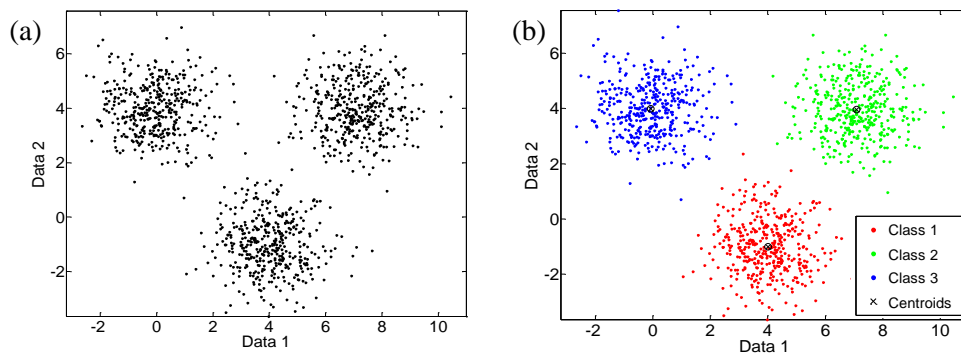 (a)
6
4
2
0
-2
Data 2
-2 0 2 4 6 8 10
Data 1
(b)
6
4
2
0
-2
Data 2
-2 0 2 4 6 8 10
Data 1
Class 1
Class 2
Class 3
Centroids